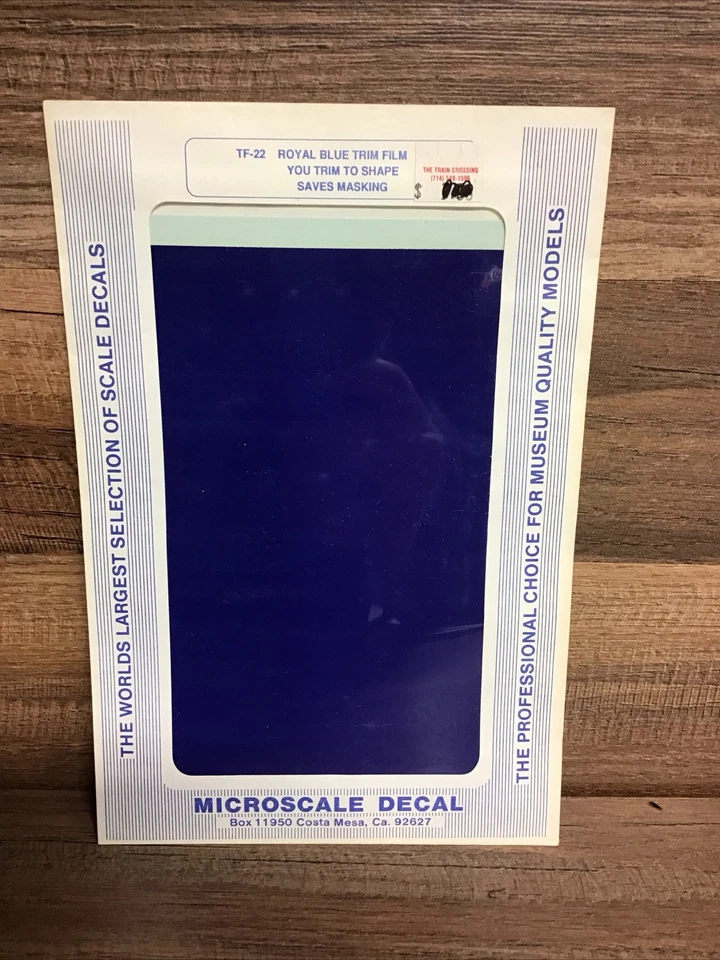 TF-22 ROYAL BLUE TRIM FILM
YOU TRIM TO SHAPE
SAVES MASKING
THE TRAIN CROSSING
(714)
$
THE WORLDS LARGEST SELECTION OF SCALE DECALS
THE PROFESSIONAL CHOICE FOR MUSEUM QUALITY MODELS
MICROSCALE DECAL
Box 11950 Costa Mesa, Ca. 92627